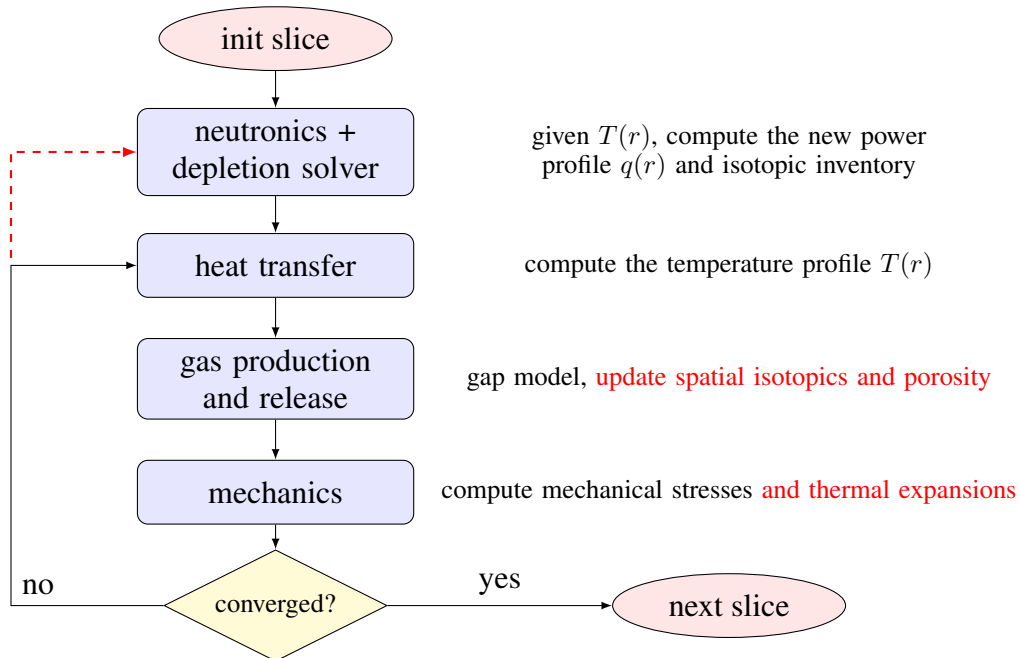 init slice
neutronics +
depletion solver
given T(r), compute the new power
profile q(r) and isotopic inventory
heat transfer
compute the temperature profile T(r)
gas production
and release
gap model, update spatial isotopics and porosity
mechanics
compute mechanical stresses and thermal expansions
no
converged?
yes
next slice